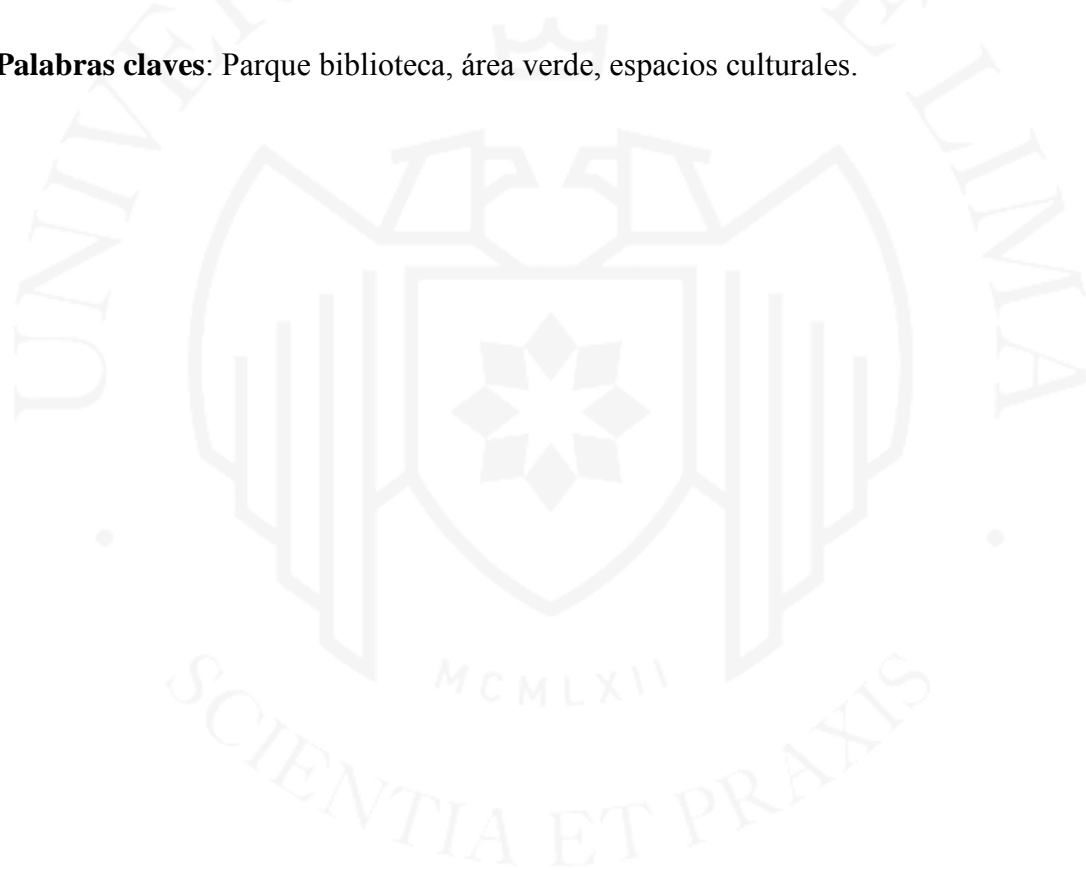 Palabras claves: Parque biblioteca, área verde, espacios culturales.
UNIVERSIDAD DE LIMA
MCMLXII
SCIENTIA ET PRAXIS